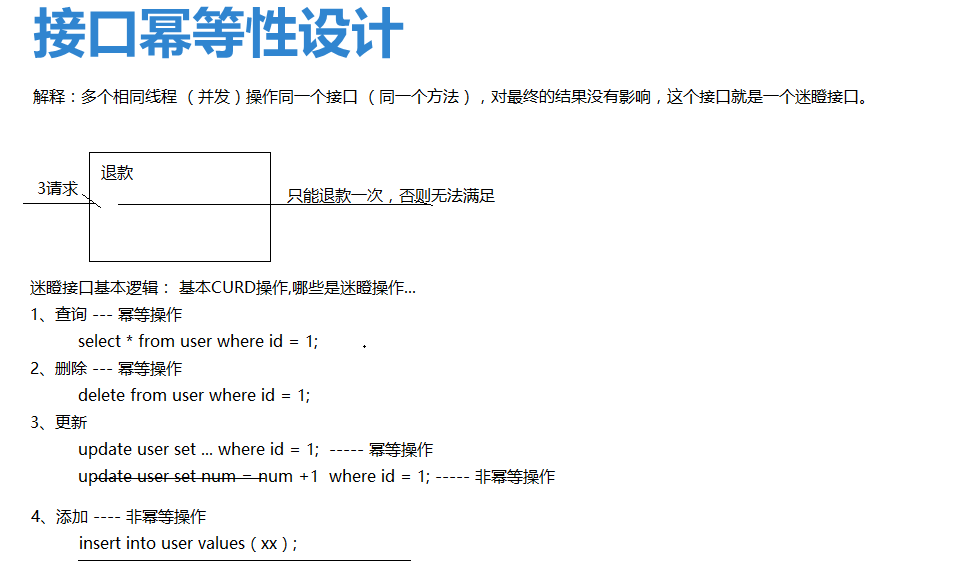 接口幂等性设计
解释：多个相同线程 （ 并发 ) 操作同一个接口 （ 同一个方法 ），对最终的结果没有影响，这个接口就是一个迷瞪接口。
退款
3请求
只能退款一次，否则无法满足
迷瞪接口基本逻辑： 基本CURD操作,哪些是迷瞪操作...
1、查询 --- 幂等操作
select * from user where id = 1;
2、删除 --- 幂等操作
delete from user where id = 1;
3、更新
update user set ... where id = 1; ----- 幂等操作
update user set num = num +1 where id = 1; ----- 非幂等操作
4、添加 ---- 非幂等操作
insert into user values ( xx ) ;